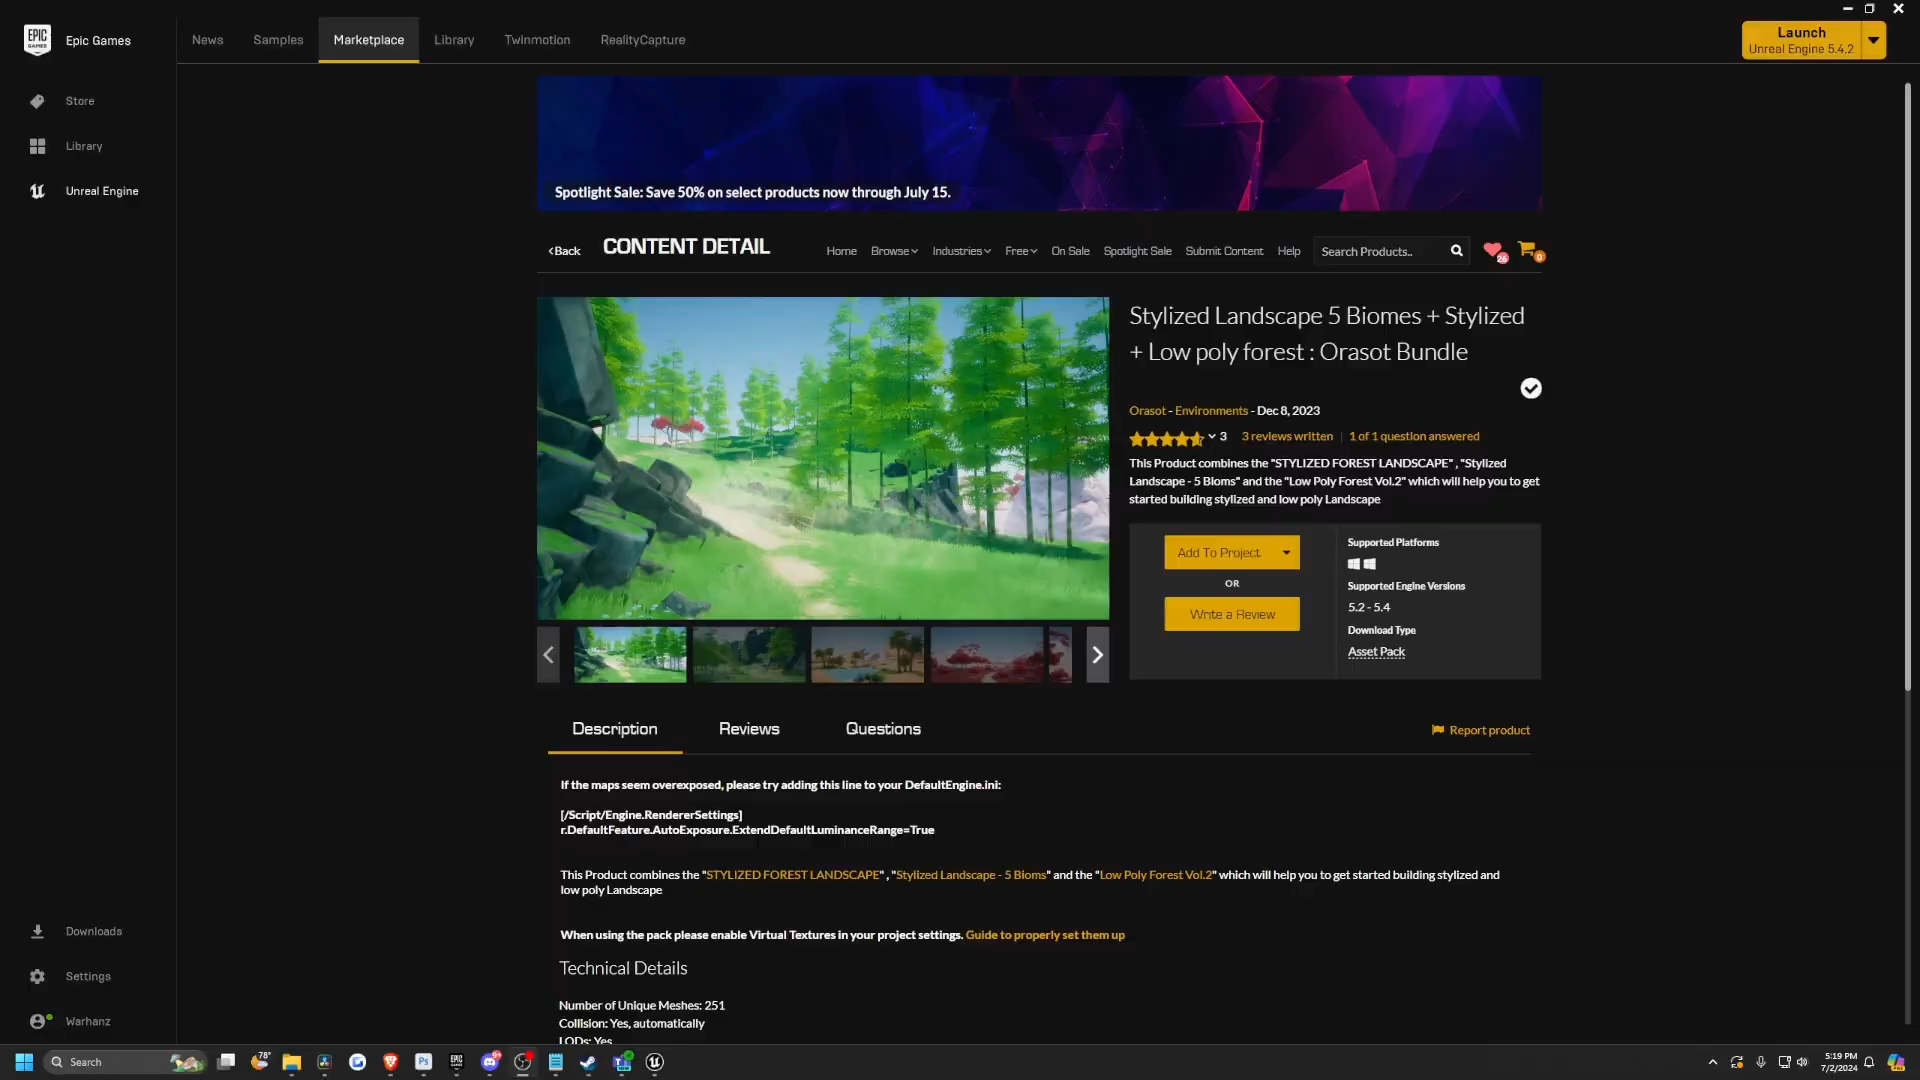 EPIC GAMES
Epic Games
News
Samples
Marketplace
Library
Twinmotion
RealityCapture
Launch
Unreal Engine 5.4.2
Store
Library
Unreal Engine
Spotlight Sale: Save 50% on select products now through July 15.
Back
CONTENT DETAIL
Home
Browse
Industries
Free
On Sale
Spotlight Sale
Submit Content
Help
Search Products..
26
0
Stylized Landscape 5 Biomes + Stylized
+ Low poly forest : Orasot Bundle
Orasot - Environments - Dec 8, 2023
3
3 reviews written
1 of 1 question answered
This Product combines the "STYLIZED FOREST LANDSCAPE" , "Stylized
Landscape - 5 Bioms" and the "Low Poly Forest Vol.2" which will help you to get
started building stylized and low poly Landscape
Add To Project
OR
Write a Review
Supported Platforms
Supported Engine Versions
5.2 - 5.4
Download Type
Asset Pack
Description
Reviews
Questions
Report product
If the maps seem overexposed, please try adding this line to your DefaultEngine.ini:
[/Script/Engine.RendererSettings]
r.DefaultFeature.AutoExposure.ExtendDefaultLuminanceRange=True
This Product combines the "STYLIZED FOREST LANDSCAPE" , "Stylized Landscape - 5 Bioms" and the "Low Poly Forest Vol.2" which will help you to get started building stylized and
low poly Landscape
When using the pack please enable Virtual Textures in your project settings. Guide to properly set them up
Technical Details
Number of Unique Meshes: 251
Collision: Yes, automatically
LODs: Yes
Downloads
Settings
Warhanz
Search
78°
Ps
EPIC GAMES
5:19 PM
7/2/2024